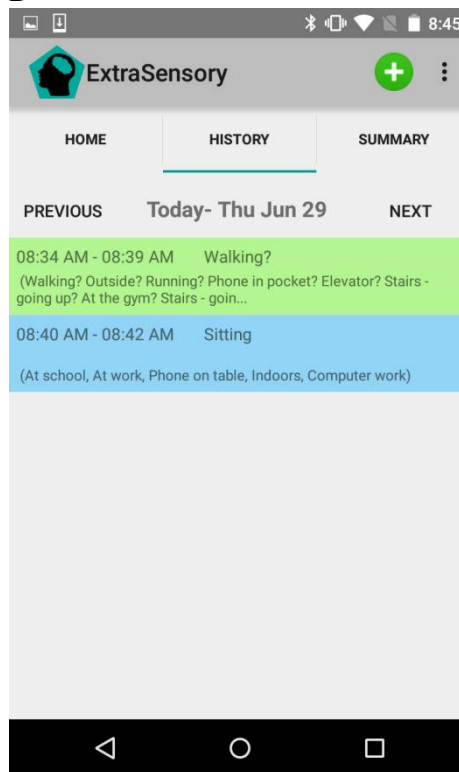 8:45
ExtraSensory
HOME HISTORY SUMMARY
PREVIOUS Today- Thu Jun 29 NEXT
08:34 AM - 08:39 AM Walking?
(Walking? Outside? Running? Phone in pocket? Elevator? Stairs -
going up? At the gym? Stairs - goin...
08:40 AM - 08:42 AM Sitting
(At school, At work, Phone on table, Indoors, Computer work)